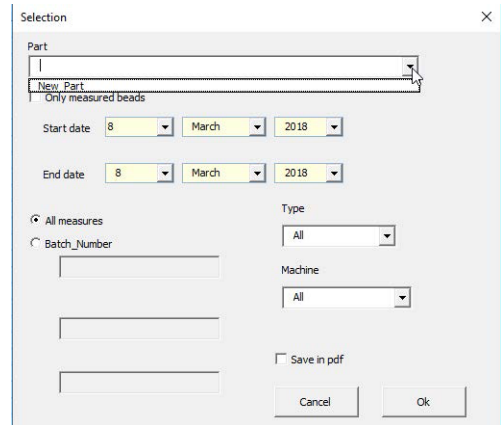 Selection
Part
New_Part
Only measured beads
Start date 8 March 2018
End date 8 March 2018
All measures
Type
All
Batch_Number
Machine
All
Save in pdf
Cancel Ok